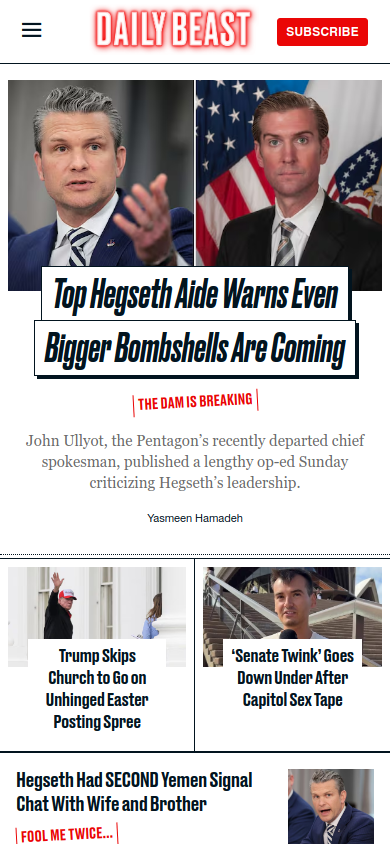 DAILY BEAST
SUBSCRIBE
Top Hegseth Aide Warns Even
Bigger Bombshells Are Coming
THE DAM IS BREAKING
John Ullyot, the Pentagon's recently departed chief
spokesman, published a lengthy op-ed Sunday
criticizing Hegseth's leadership.
Yasmeen Hamadeh
Trump Skips
Church to Go on
Unhinged Easter
Posting Spree
‘Senate Twink’ Goes
Down Under After
Capitol Sex Tape
Hegseth Had SECOND Yemen Signal
Chat With Wife and Brother
FOOL ME TWICE...